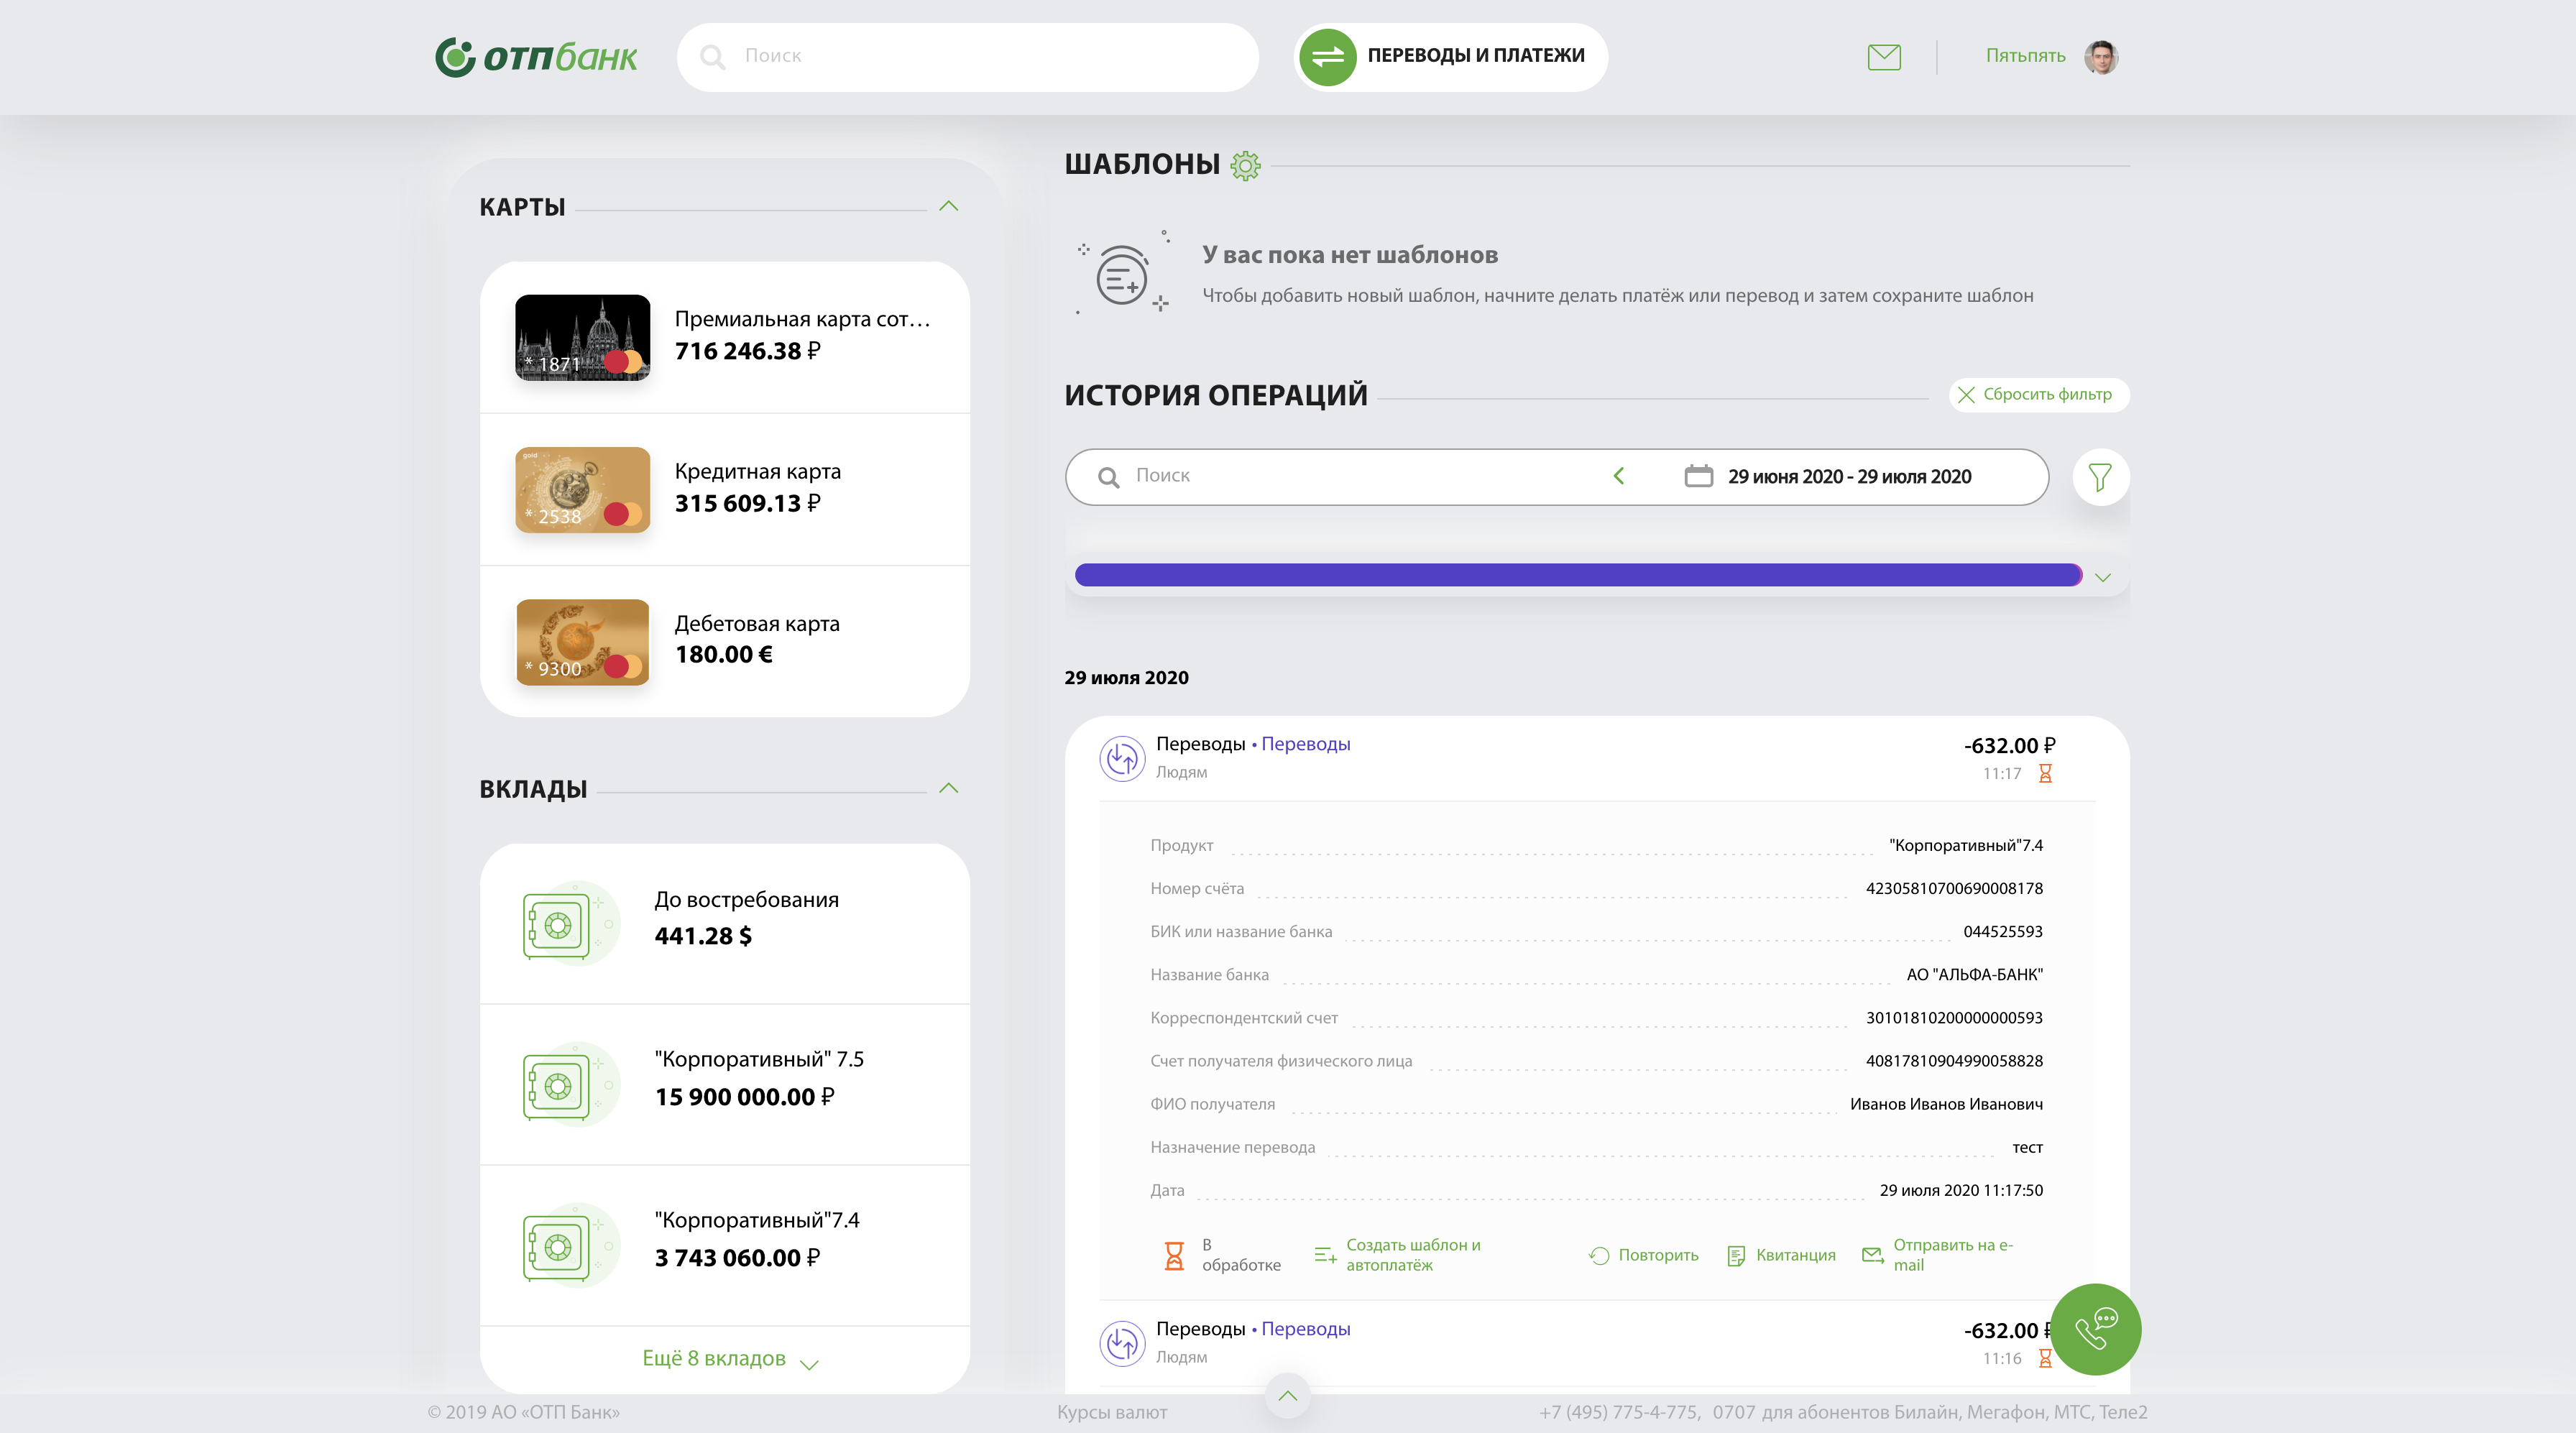 отпбанк
Поиск
ПЕРЕВОДЫ И ПЛАТЕЖИ
Пятьпять
КАРТЫ
* 1871
Премиальная карта сот…
716 246.38 ₽
gold
* 2538
Кредитная карта
315 609.13 ₽
* 9300
Дебетовая карта
180.00 €
ВКЛАДЫ
До востребования
441.28 $
"Корпоративный" 7.5
15 900 000.00 ₽
"Корпоративный"7.4
3 743 060.00 ₽
Ещё 8 вкладов
ШАБЛОНЫ
У вас пока нет шаблонов
Чтобы добавить новый шаблон, начните делать платёж или перевод и затем сохраните шаблон
ИСТОРИЯ ОПЕРАЦИЙ
Сбросить фильтр
Поиск
29 июня 2020 - 29 июля 2020
29 июля 2020
Переводы • Переводы
-632.00 ₽
Людям
11:17
Продукт "Корпоративный"7.4
Номер счёта 42305810700690008178
БИК или название банка 044525593
Название банка АО "АЛЬФА-БАНК"
Корреспондентский счет 30101810200000000593
Счет получателя физического лица 40817810904990058828
ФИО получателя Иванов Иванов Иванович
Назначение перевода тест
Дата 29 июля 2020 11:17:50
В
обработке
Создать шаблон и
автоплатёж
Повторить
Квитанция
Отправить на e-
mail
Переводы • Переводы
-632.00 ₽
Людям
11:16
© 2019 АО «ОТП Банк»
Курсы валют
+7 (495) 775-4-775, 0707 для абонентов Билайн, Мегафон, МТС, Теле2